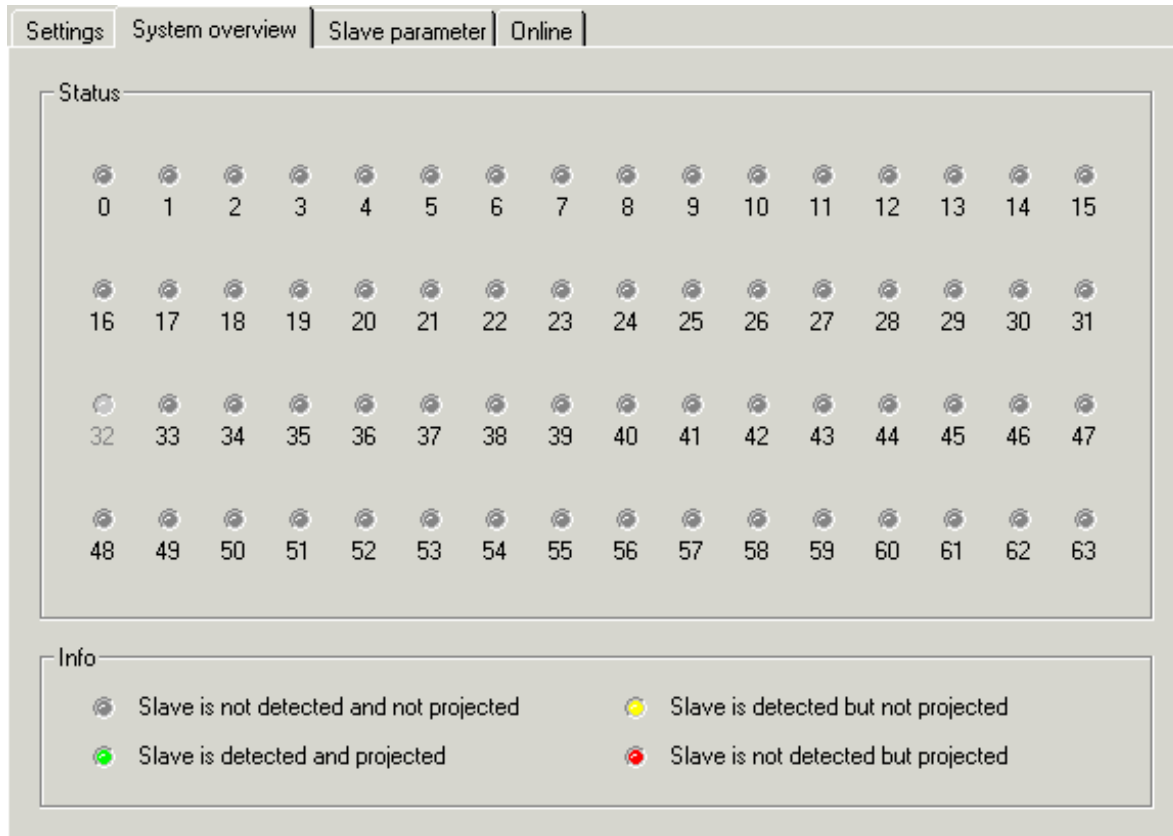 Settings System overview Slave parameter Online
Status
0 1 2 3 4 5 6 7 8 9 10 11 12 13 14 15
16 17 18 19 20 21 22 23 24 25 26 27 28 29 30 31
32 33 34 35 36 37 38 39 40 41 42 43 44 45 46 47
48 49 50 51 52 53 54 55 56 57 58 59 60 61 62 63
Info
Slave is not detected and not projected Slave is detected but not projected
Slave is detected and projected Slave is not detected but projected